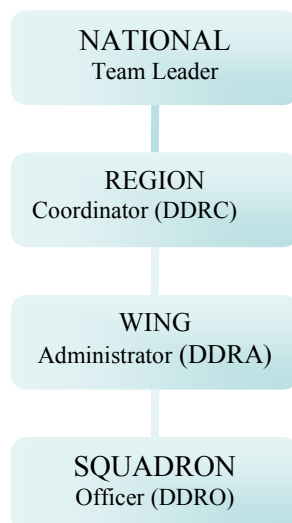 NATIONAL
Team Leader
REGION
Coordinator (DDRC)
WING
Administrator (DDRA)
SQUADRON
Officer (DDRO)